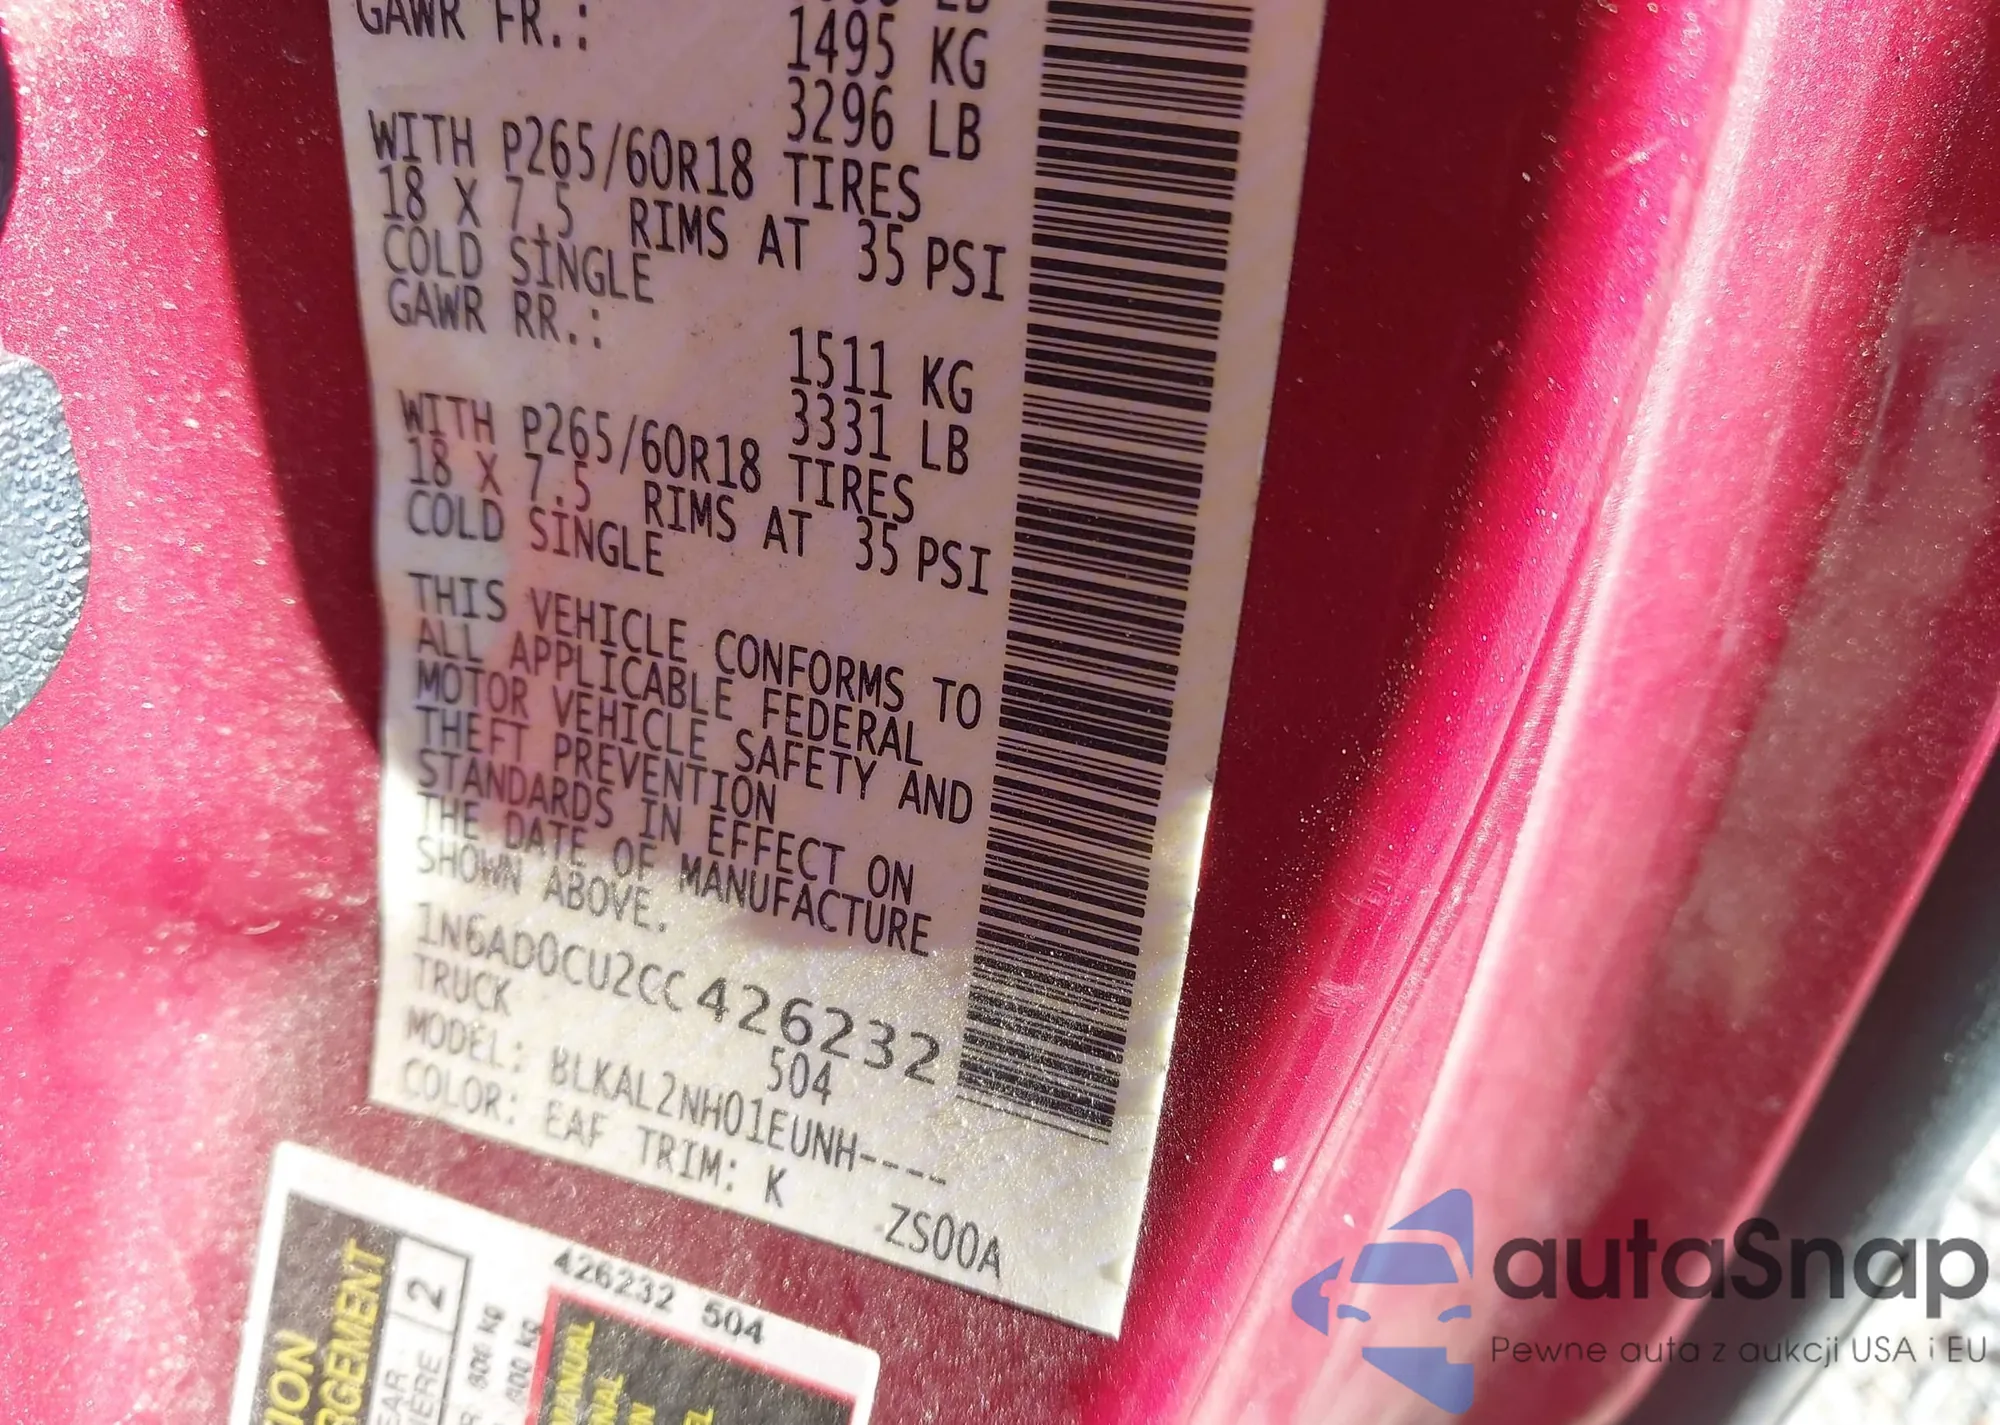 GAWR FR.:
1495 KG
3296 LB
WITH P265/60R18 TIRES
18 X 7.5 RIMS AT 35 PSI
COLD SINGLE
GAWR RR.:
1511 KG
3331 LB
WITH P265/60R18 TIRES
18 X 7.5 RIMS AT 35 PSI
COLD SINGLE
THIS VEHICLE CONFORMS TO
ALL APPLICABLE FEDERAL
MOTOR VEHICLE SAFETY AND
THEFT PREVENTION
STANDARDS IN EFFECT ON
THE DATE OF MANUFACTURE
SHOWN ABOVE.
1N6AD0CU2CC426232
TRUCK 504
MODEL: BLKAL2NH01EUNH----
COLOR: EAF TRIM: K ZS00A
426232 504
2
kg
kg
MANUAL
autaSnap
Pewne auta z aukcji USA i EU